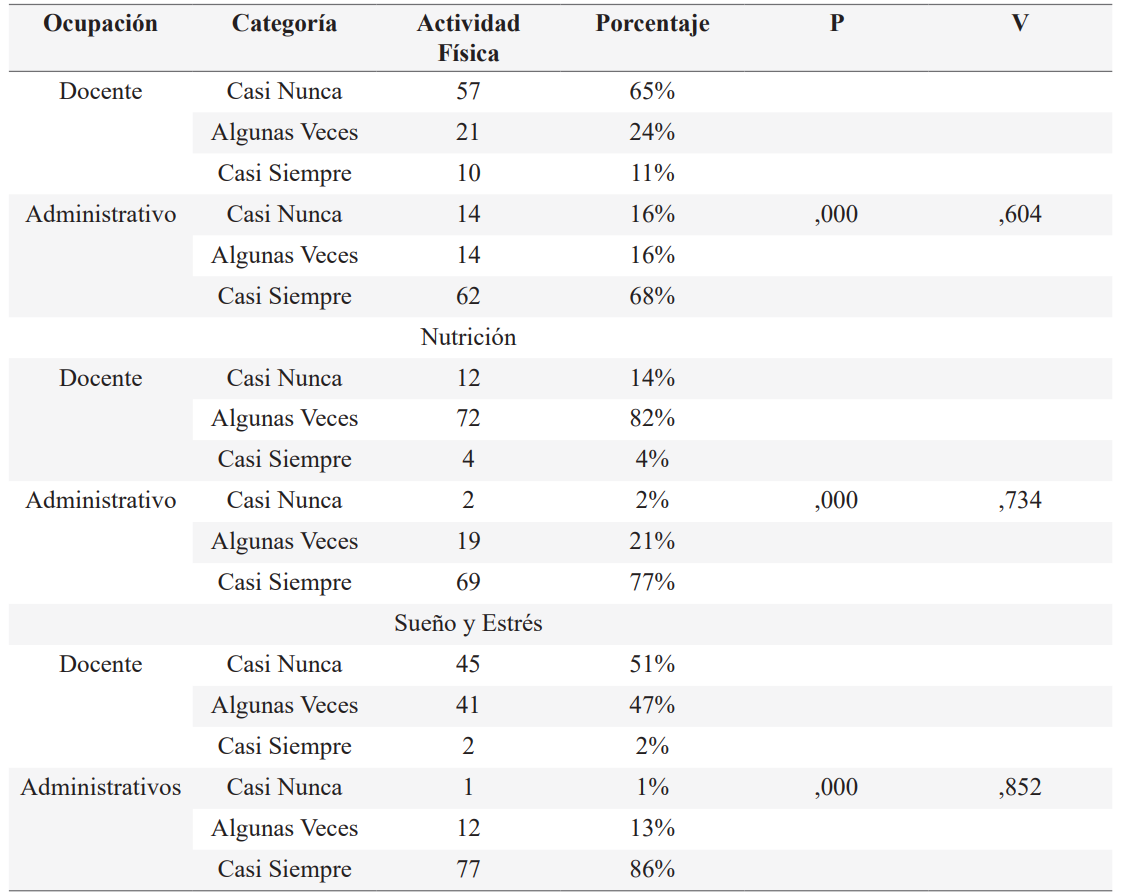 Ocupación Categoría Actividad Física Porcentaje P V
Docente Casi Nunca 57 65%
Algunas Veces 21 24%
Casi Siempre 10 11%
Administrativo Casi Nunca 14 16% ,000 ,604
Algunas Veces 14 16%
Casi Siempre 62 68%
Nutrición
Docente Casi Nunca 12 14%
Algunas Veces 72 82%
Casi Siempre 4 4%
Administrativo Casi Nunca 2 2% ,000 ,734
Algunas Veces 19 21%
Casi Siempre 69 77%
Sueño y Estrés
Docente Casi Nunca 45 51%
Algunas Veces 41 47%
Casi Siempre 2 2%
Administrativos Casi Nunca 1 1% ,000 ,852
Algunas Veces 12 13%
Casi Siempre 77 86%